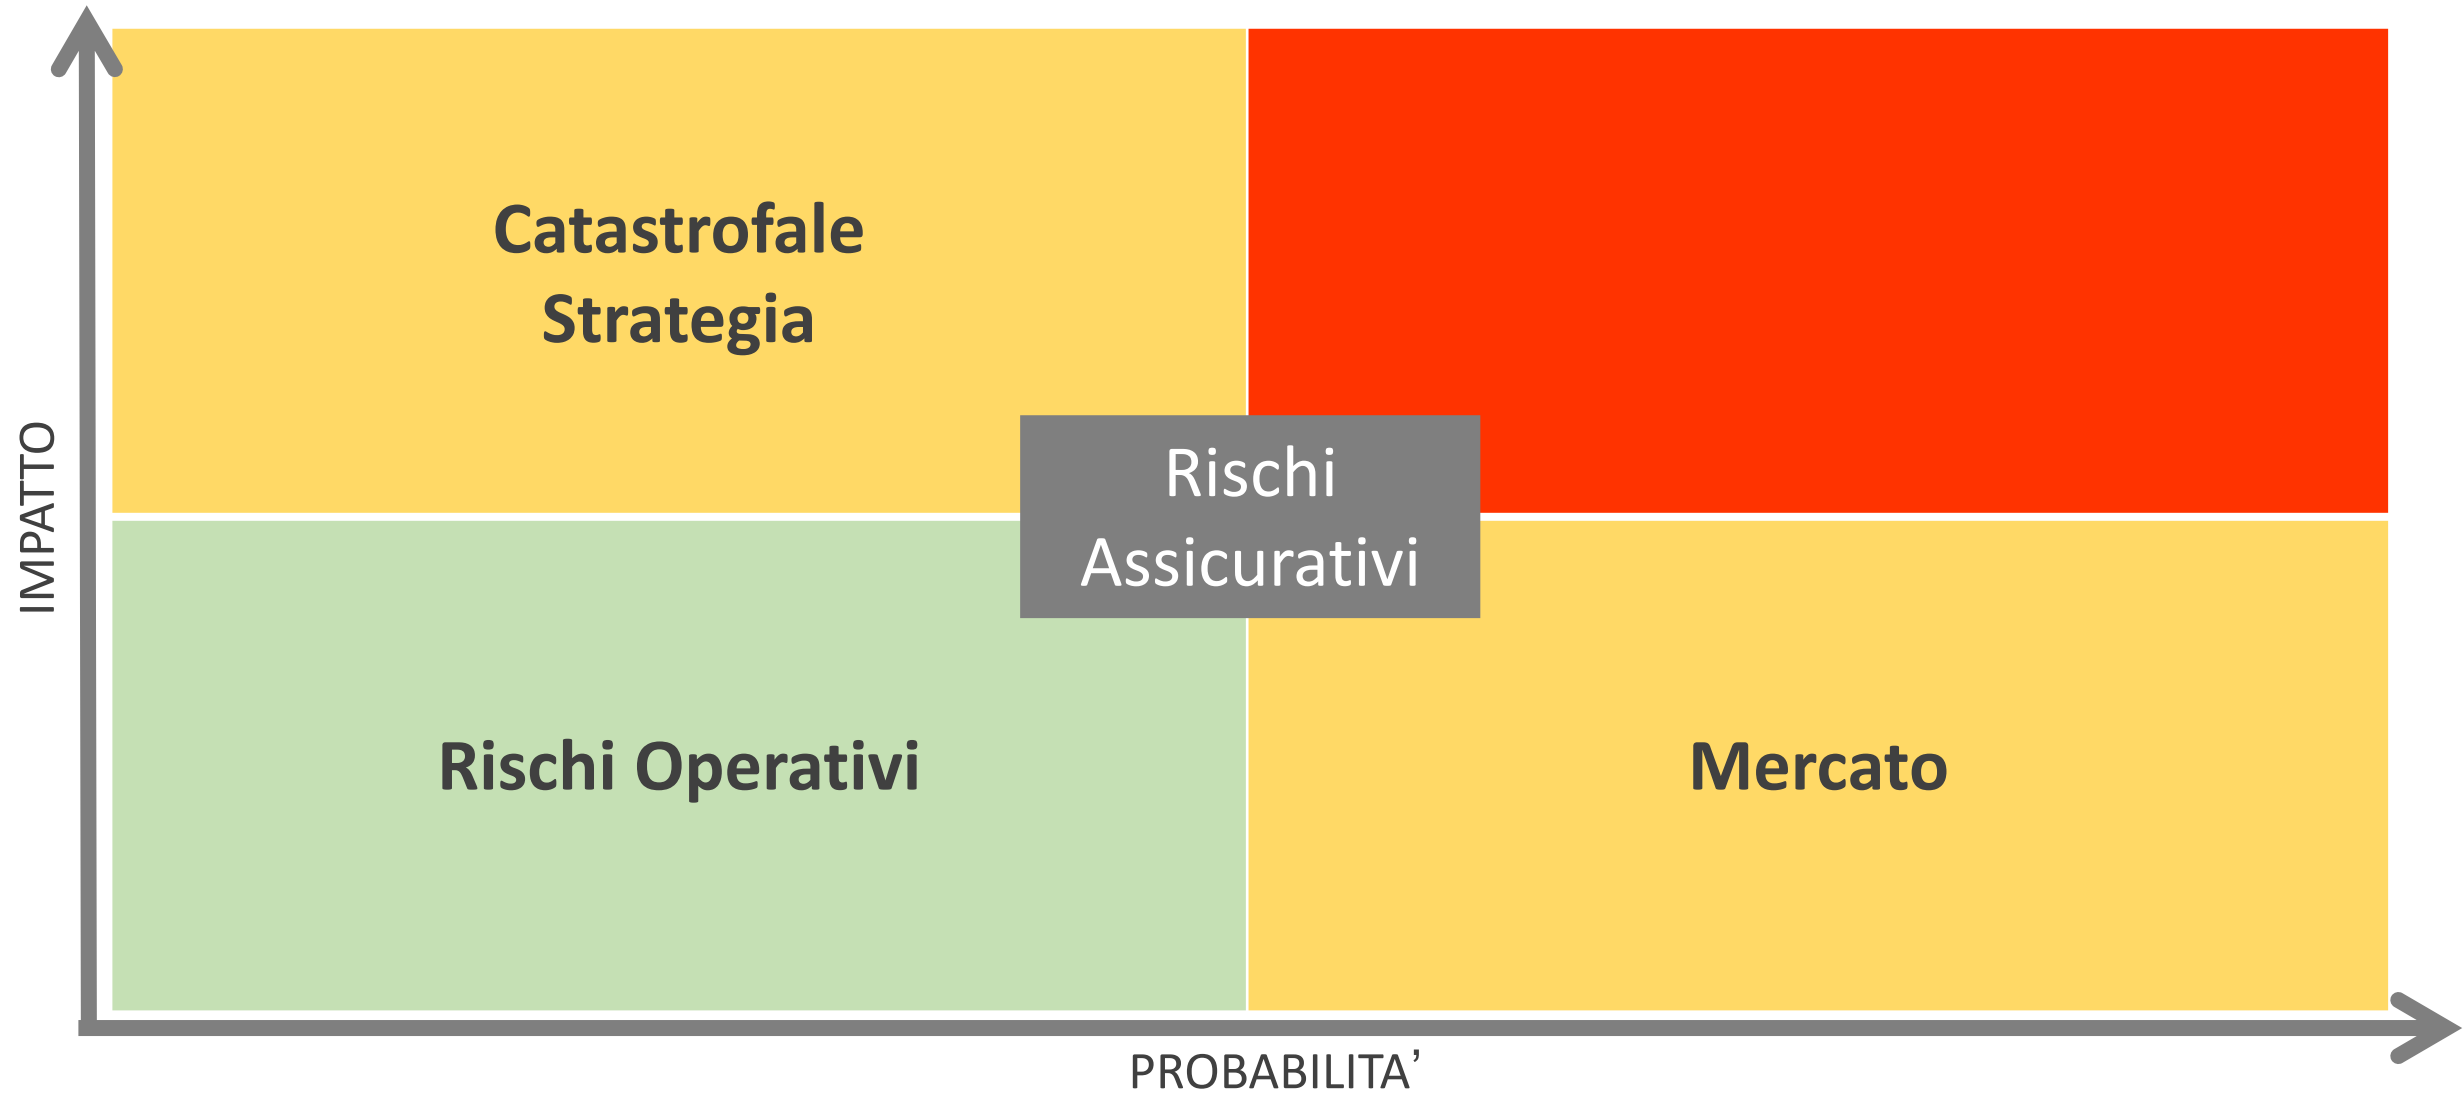 Catastrofale
Strategia
Rischi
Assicurativi
Rischi Operativi
Mercato
IMPATTO
PROBABILITA’